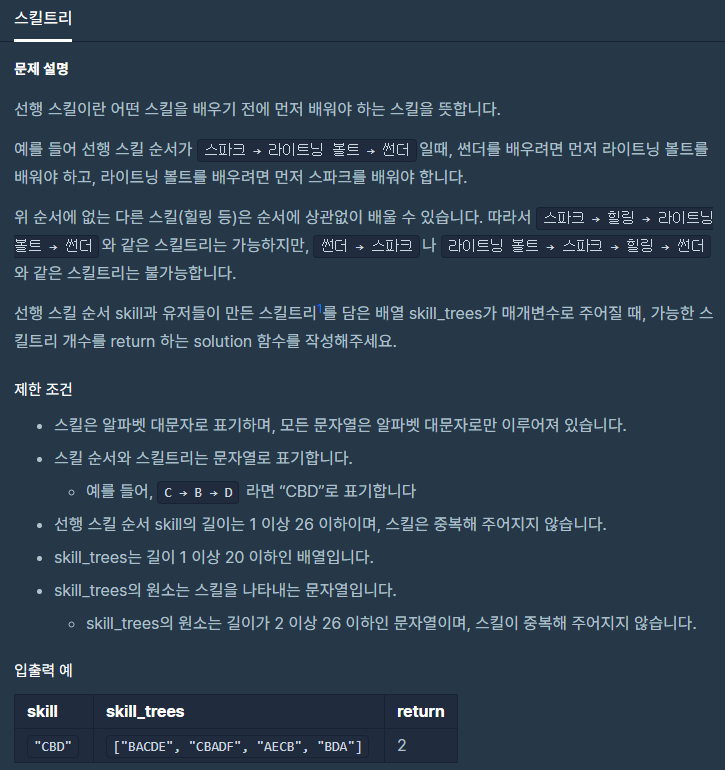 스킬트리
문제 설명
선행 스킬이란 어떤 스킬을 배우기 전에 먼저 배워야 하는 스킬을 뜻합니다.
예를 들어 선행 스킬 순서가 스파크 → 라이트닝 볼트 → 썬더 일때, 썬더를 배우려면 먼저 라이트닝 볼트를
배워야 하고, 라이트닝 볼트를 배우려면 먼저 스파크를 배워야 합니다.
위 순서에 없는 다른 스킬(힐링 등)은 순서에 상관없이 배울 수 있습니다. 따라서 스파크 → 힐링 → 라이트닝
볼트 → 썬더 와 같은 스킬트리는 가능하지만, 썬더 → 스파크 나 라이트닝 볼트 → 스파크 → 힐링 → 썬더
와 같은 스킬트리는 불가능합니다.
선행 스킬 순서 skill과 유저들이 만든 스킬트리1를 담은 배열 skill_trees가 매개변수로 주어질 때, 가능한 스
킬트리 개수를 return 하는 solution 함수를 작성해주세요.
제한 조건
• 스킬은 알파벳 대문자로 표기하며, 모든 문자열은 알파벳 대문자로만 이루어져 있습니다.
• 스킬 순서와 스킬트리는 문자열로 표기합니다.
◦ 예를 들어, C → B → D 라면 “CBD”로 표기합니다
• 선행 스킬 순서 skill의 길이는 1 이상 26 이하이며, 스킬은 중복해 주어지지 않습니다.
• skill_trees는 길이 1 이상 20 이하인 배열입니다.
• skill_trees의 원소는 스킬을 나타내는 문자열입니다.
◦ skill_trees의 원소는 길이가 2 이상 26 이하인 문자열이며, 스킬이 중복해 주어지지 않습니다.
입출력 예
skill skill_trees return
"CBD" ["BACDE", "CBADF", "AECB", "BDA"] 2